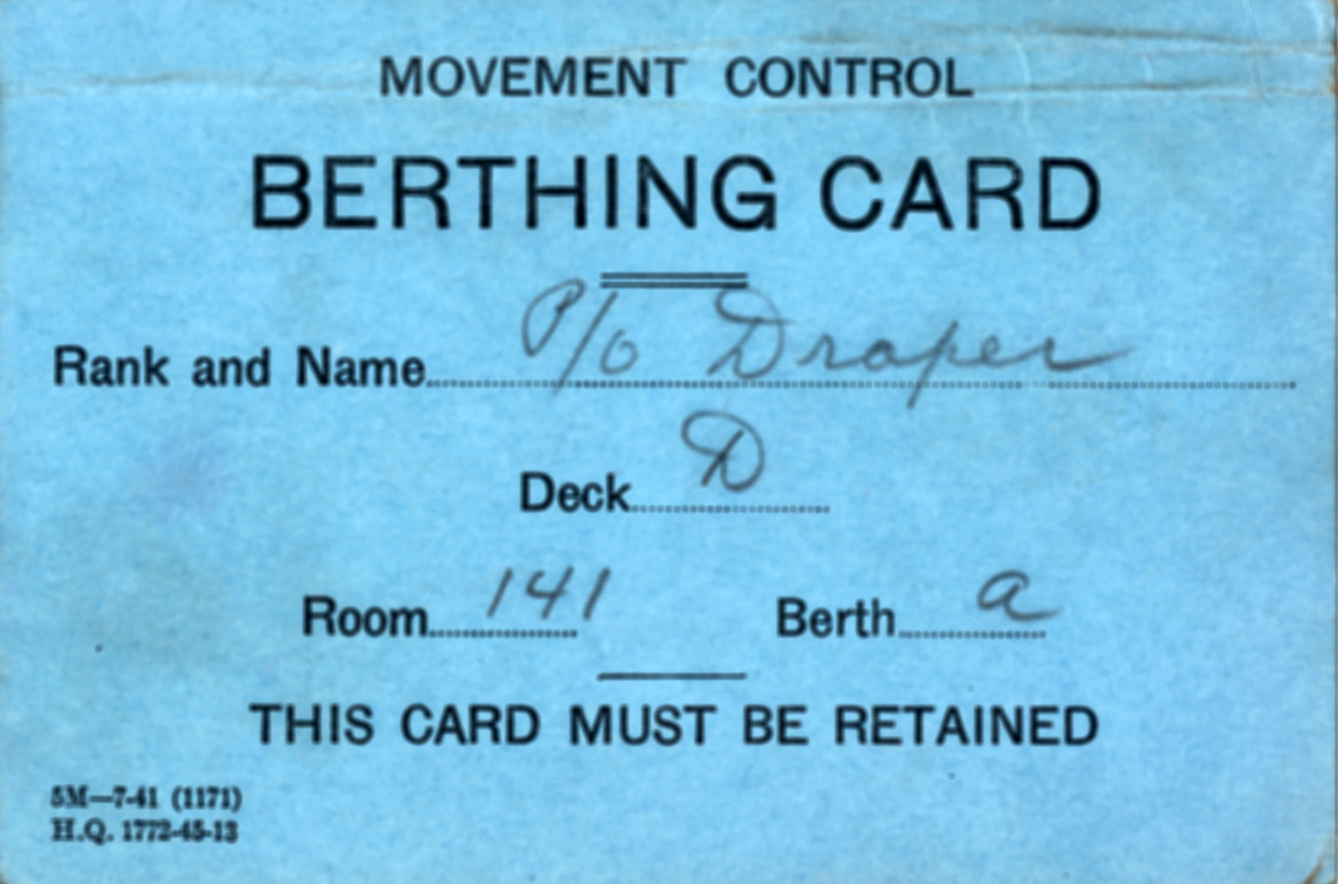 MOVEMENT CONTROL
BERTHING CARD
Rank and Name P/O Draper
Deck D
Room 141 Berth a
THIS CARD MUST BE RETAINED
5M—7-41 (1171)
H.Q. 1772-45-13